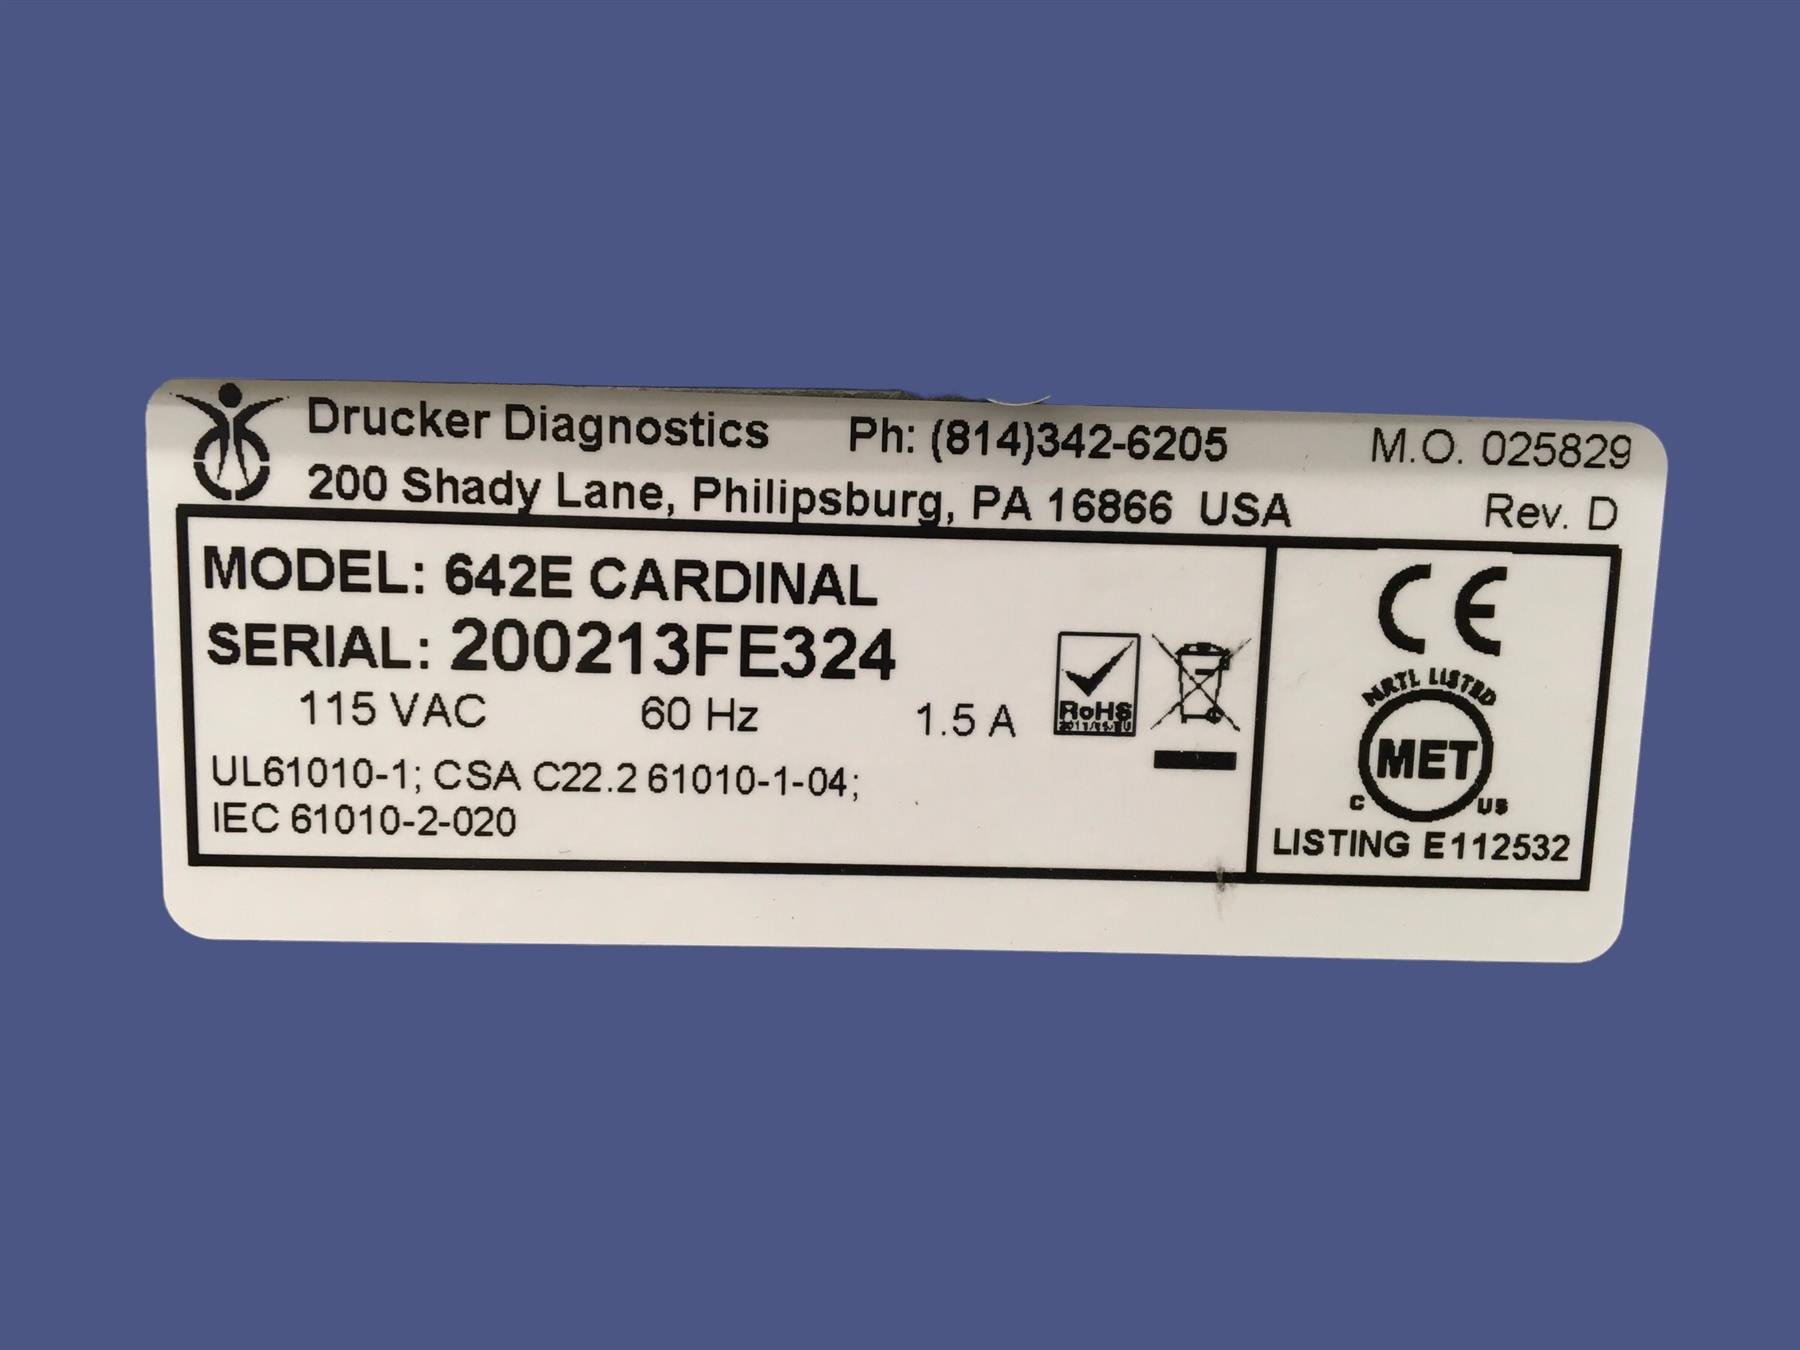 Drucker Diagnostics Ph: (814)342-6205 M.O. 025829
200 Shady Lane, Philipsburg, PA 16866 USA Rev. D
MODEL: 642E CARDINAL
SERIAL: 200213FE324
115 VAC 60 Hz 1.5 A
UL61010-1; CSA C22.2 61010-1-04;
IEC 61010-2-020
RoHS
CE
NRTL LISTED
MET
C US
LISTING E112532